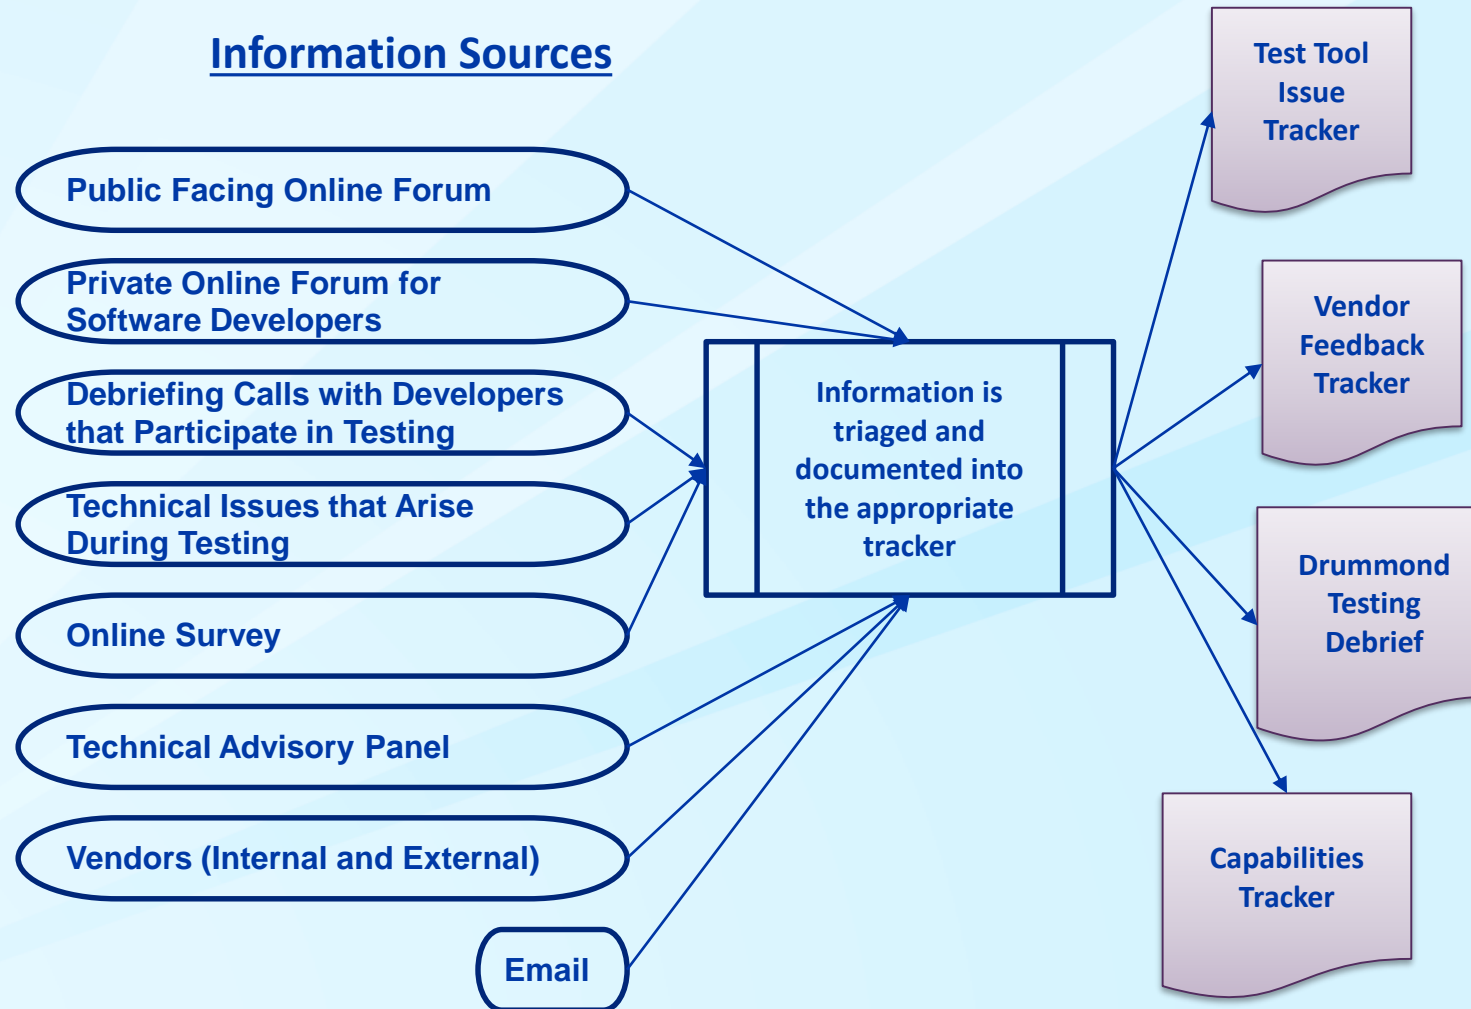 Information Sources
Public Facing Online Forum
Private Online Forum for
Software Developers
Debriefing Calls with Developers
that Participate in Testing
Technical Issues that Arise
During Testing
Online Survey
Technical Advisory Panel
Vendors (Internal and External)
Email
Information is
triaged and
documented into
the appropriate
tracker
Test Tool
Issue
Tracker
Vendor
Feedback
Tracker
Drummond
Testing
Debrief
Capabilities
Tracker